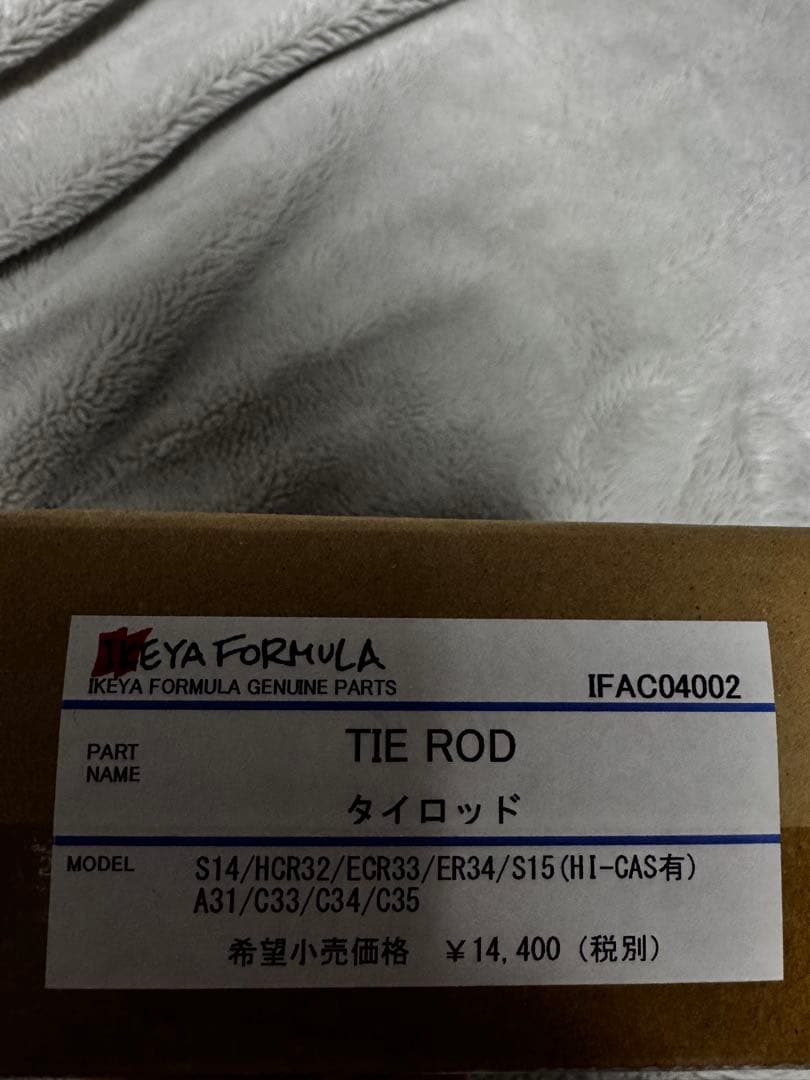 IKEYA FORMULA
IKEYA FORMULA GENUINE PARTS
IFAC04002
PART NAME
TIE ROD
タイロッド
MODEL
S14/HCR32/ECR33/ER34/S15(HI-CAS有)
A31/C33/C34/C35
希望小売価格 ¥14,400 (税別)